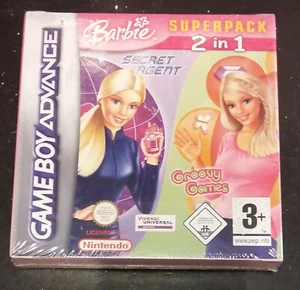 GAME BOY ADVANCE
Barbie
SUPERPACK
2 in 1
SECRET
AGENT
Groovy
Games
VIVENDI
UNIVERSAL
Nintendo
3+
www.pegi.info